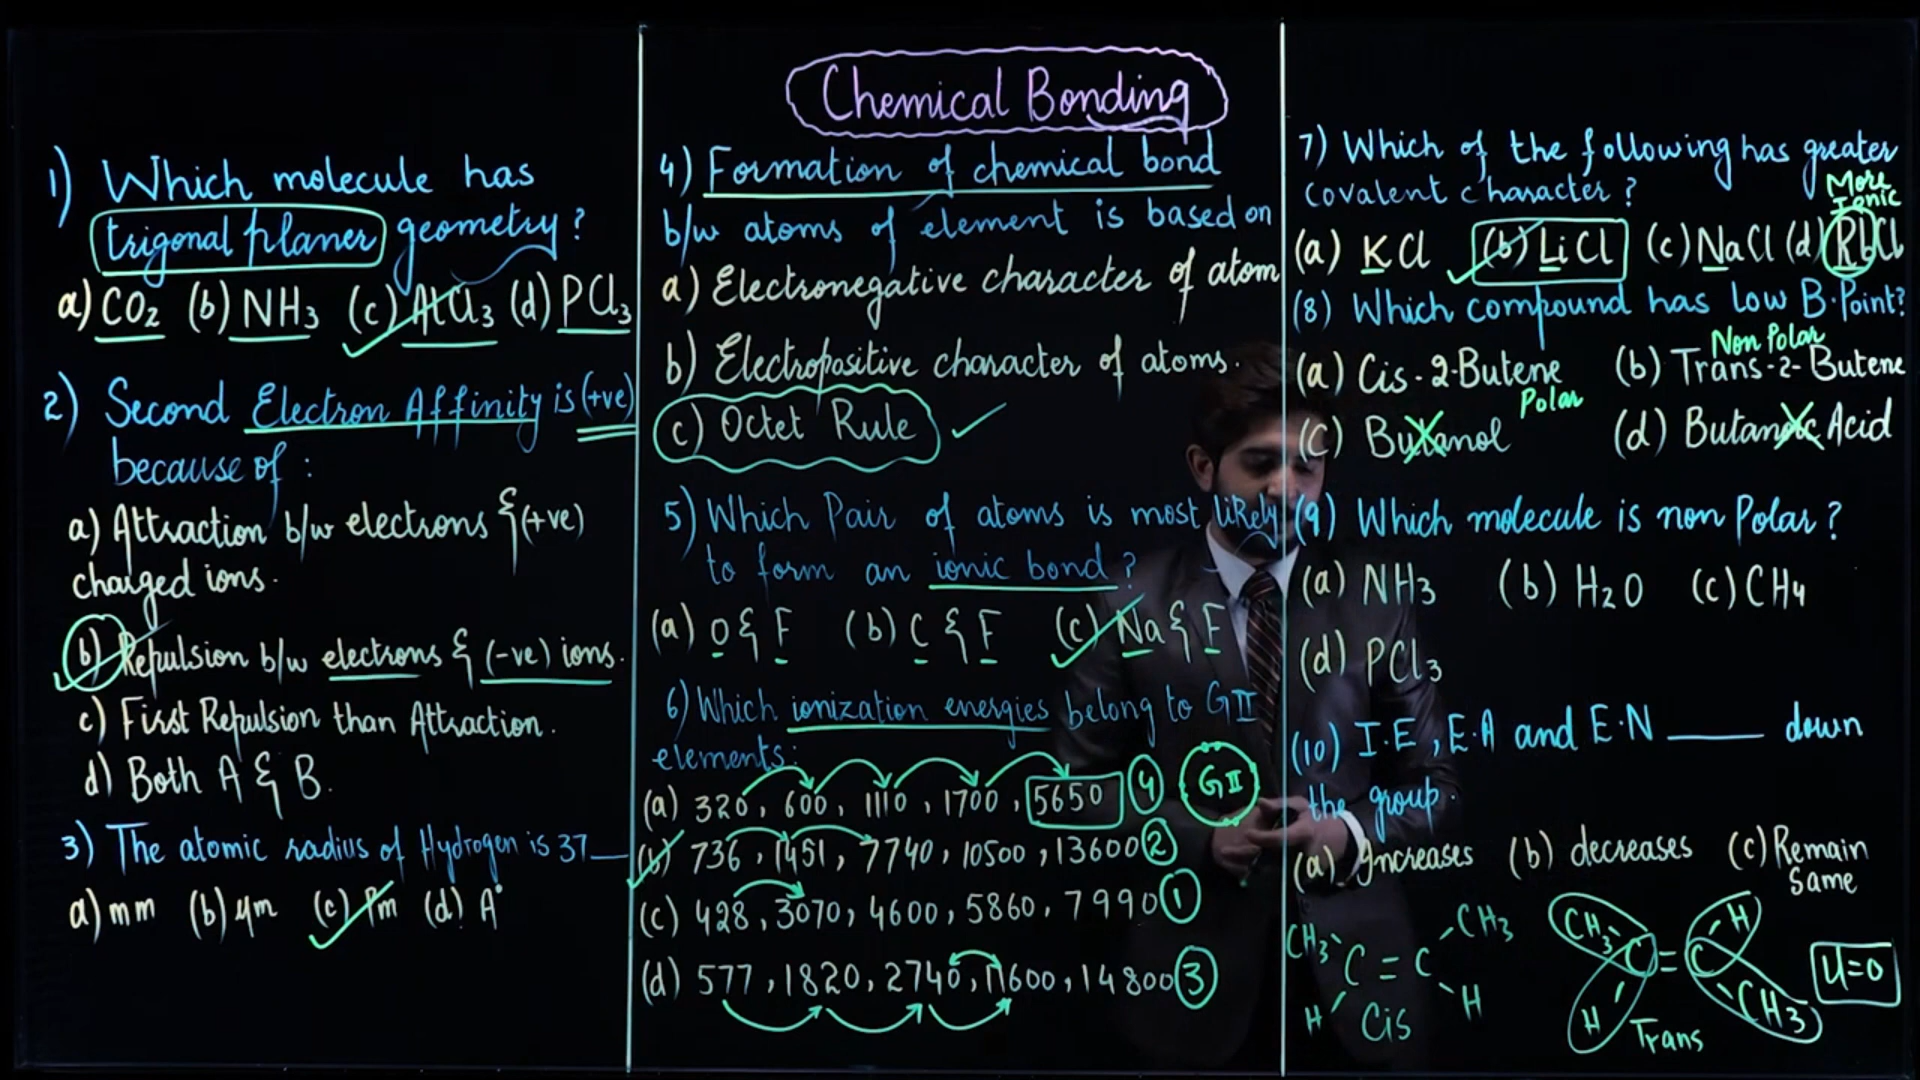 Chemical Bonding
1) Which molecule has
trigonal planer geometry?
a) CO2 (b) NH3 (c) AlCl3 (d) PCl3
2) Second Electron Affinity is (+ve)
because of :
a) Attraction b/w electrons & (+ve)
charged ions.
b) Repulsion b/w electrons & (-ve) ions.
c) First Repulsion than Attraction.
d) Both A & B.
3) The atomic radius of Hydrogen is 37__
a) mm (b) μm (c) Pm (d) A°
4) Formation of chemical bond
b/w atoms of element is based on
a) Electronegative character of atom
b) Electropositive character of atoms.
c) Octet Rule
5) Which Pair of atoms is most likely
to form an ionic bond?
(a) O & F (b) C & F (c) Na & F
6) Which ionization energies belong to GII
elements:
(a) 320, 600, 1110, 1700, 5650 4 GII
(b) 736, 1451, 7740, 10500, 13600 2
(c) 428, 3070, 4600, 5860, 7990 1
(d) 577, 1820, 2740, 11600, 14800 3
7) Which of the following has greater
covalent character?
More
Ionic
(a) KCl (b) LiCl (c) NaCl (d) RbCl
(8) Which compound has low B.Point?
Non Polar
(a) Cis-2-Butene (b) Trans-2-Butene
Polar
(C) Butanol (d) Butanoic Acid
(9) Which molecule is non Polar?
(a) NH3 (b) H2O (c) CH4
(d) PCl3
(10) I.E, E.A and E.N ____ down
the group.
(a) Increases (b) decreases (c) Remain
Same
CH3 CH3
C = C
H H
Cis
CH3 H
C = C
H CH3
Trans
U=0